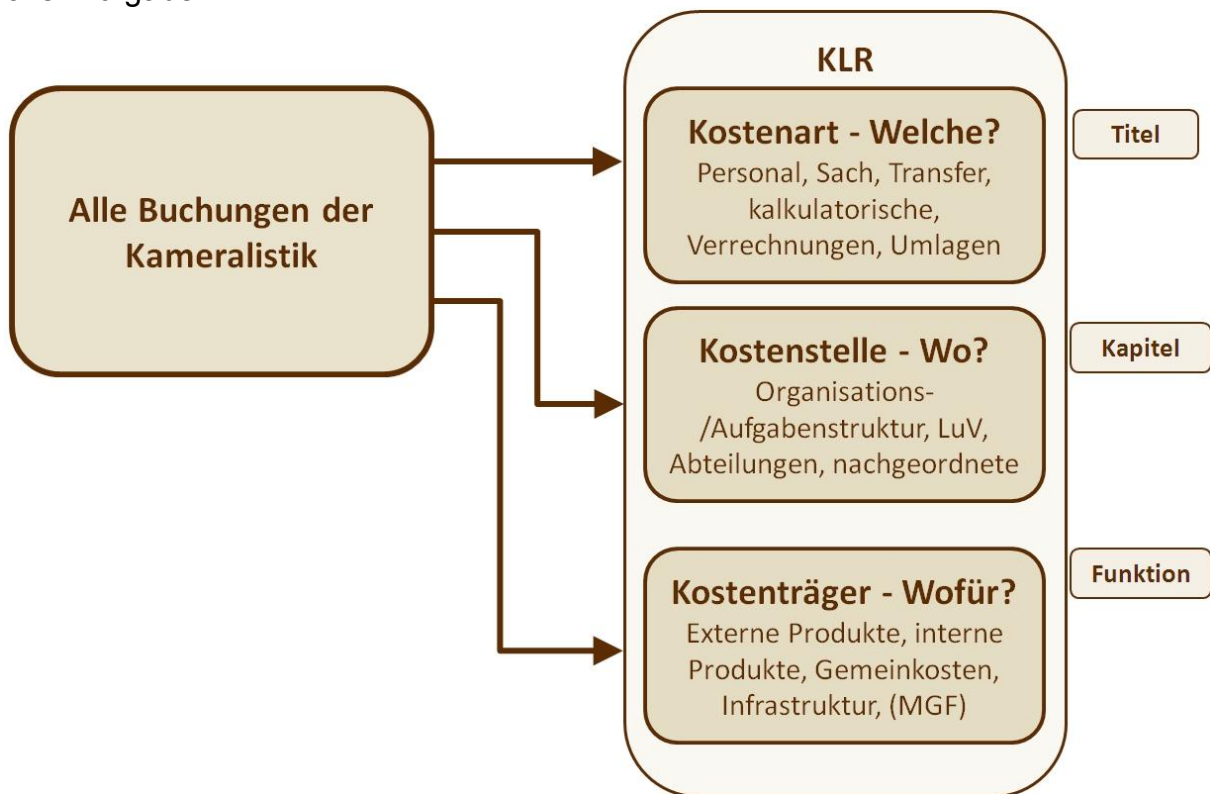 Alle Buchungen der
Kameralistik
KLR
Kostenart - Welche?
Personal, Sach, Transfer,
kalkulatorische,
Verrechnungen, Umlagen
Titel
Kostenstelle - Wo?
Organisations-
/Aufgabenstruktur, LuV,
Abteilungen, nachgeordnete
Kapitel
Kostenträger - Wofür?
Externe Produkte, interne
Produkte, Gemeinkosten,
Infrastruktur, (MGF)
Funktion